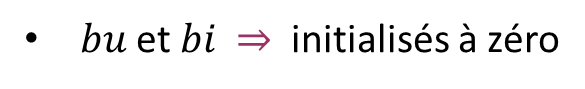 • bu et bi ⇒ initialisés à zéro